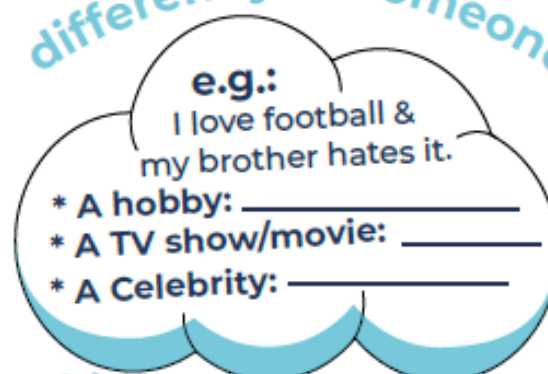 e.g.:
I love football &
my brother hates it.
* A hobby:
* A TV show/movie:
* A Celebrity: